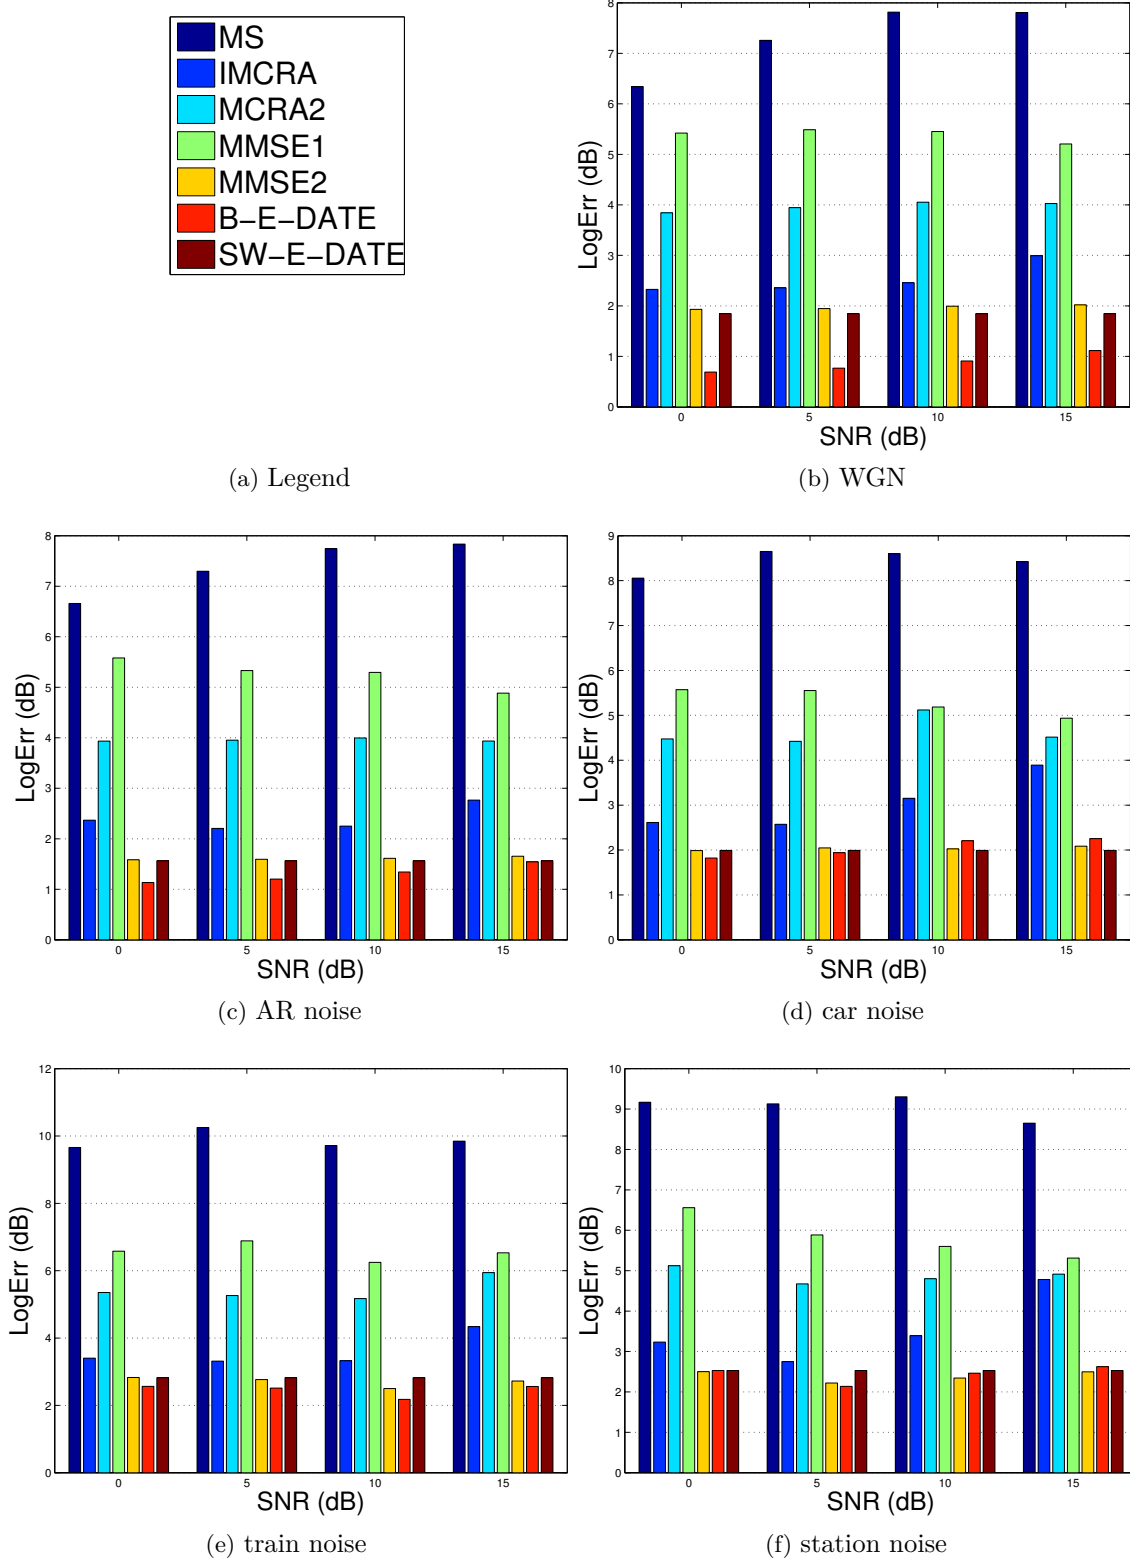 MS
IMCRA
MCRA2
MMSE1
MMSE2
B-E-DATE
SW-E-DATE
(a) Legend
8
7
6
5
4
3
2
1
0
LogErr (dB)
0 5 10 15
SNR (dB)
(b) WGN
8
7
6
5
4
3
2
1
0
LogErr (dB)
0 5 10 15
SNR (dB)
(c) AR noise
9
8
7
6
5
4
3
2
1
0
LogErr (dB)
0 5 10 15
SNR (dB)
(d) car noise
12
10
8
6
4
2
0
LogErr (dB)
0 5 10 15
SNR (dB)
(e) train noise
10
9
8
7
6
5
4
3
2
1
0
LogErr (dB)
0 5 10 15
SNR (dB)
(f) station noise